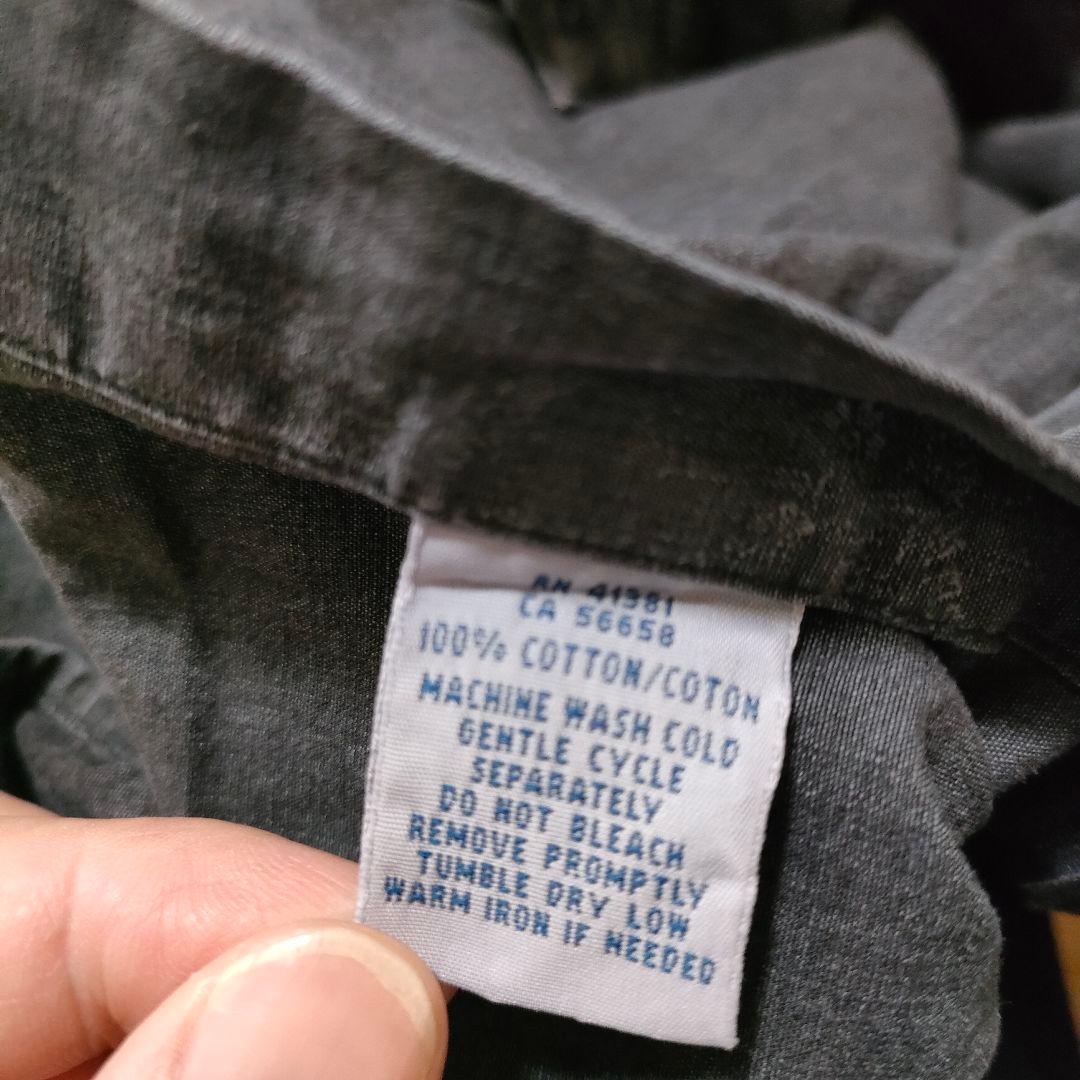 RN 41381
CA 56658
100% COTTON/COTON
MACHINE WASH COLD
GENTLE CYCLE
SEPARATELY
DO NOT BLEACH
REMOVE PROMPTLY
TUMBLE DRY LOW
WARM IRON IF NEEDED